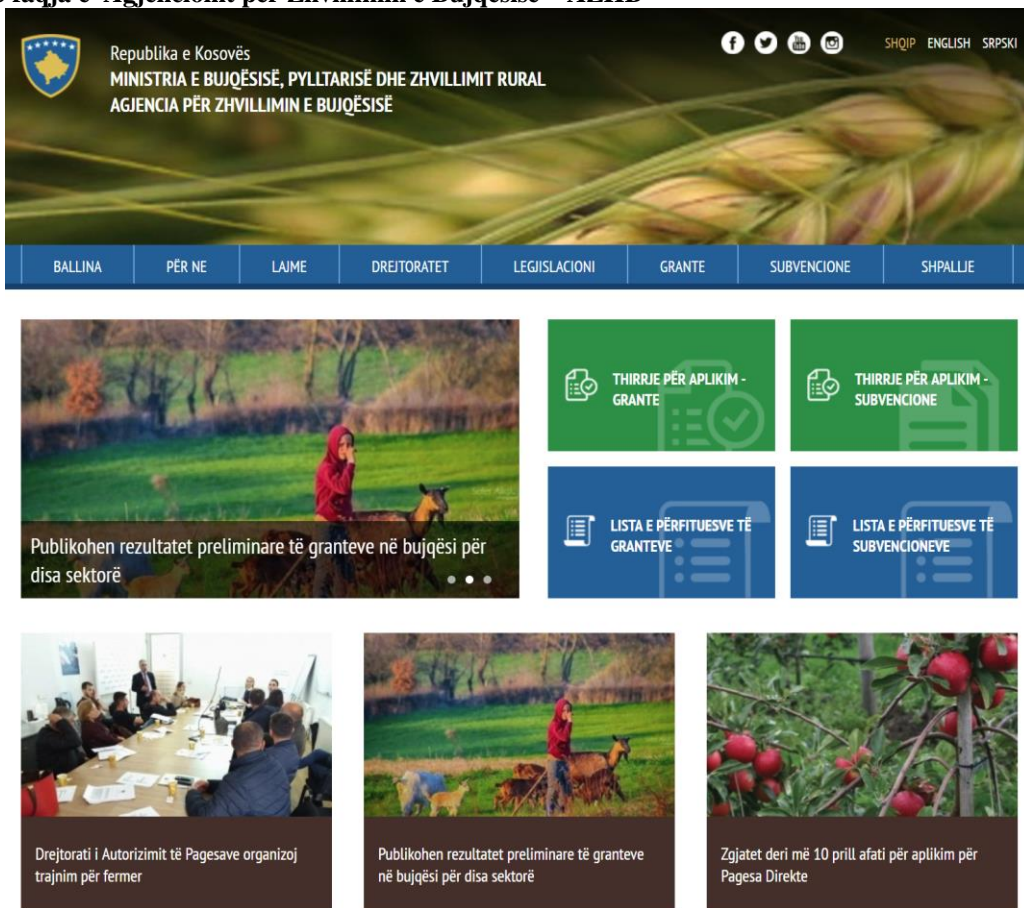 Republika e Kosovës
MINISTRIA E BUJQËSISË, PYLLTARISË DHE ZHVILLIMIT RURAL
AGJENCIA PËR ZHVILLIMIN E BUJQËSISË
SHQIP ENGLISH SRPSKI
BALLINA PËR NE LAJME DREJTORATET LEGJISLACIONI GRANTE SUBVENCIONE SHPALLJE
THIRRJE PËR APLIKIM -
GRANTE
THIRRJE PËR APLIKIM -
SUBVENCIONE
Publikohen rezultatet preliminare të granteve në bujqësi për
disa sektorë
LISTA E PËRFITUESVE TË
GRANTEVE
LISTA E PËRFITUESVE TË
SUBVENCIONEVE
Drejtorati i Autorizimit të Pagesave organizoj
trajnim për fermer
Publikohen rezultatet preliminare të granteve
në bujqësi për disa sektorë
Zgjatet deri më 10 prill afati për aplikim për
Pagesa Direkte